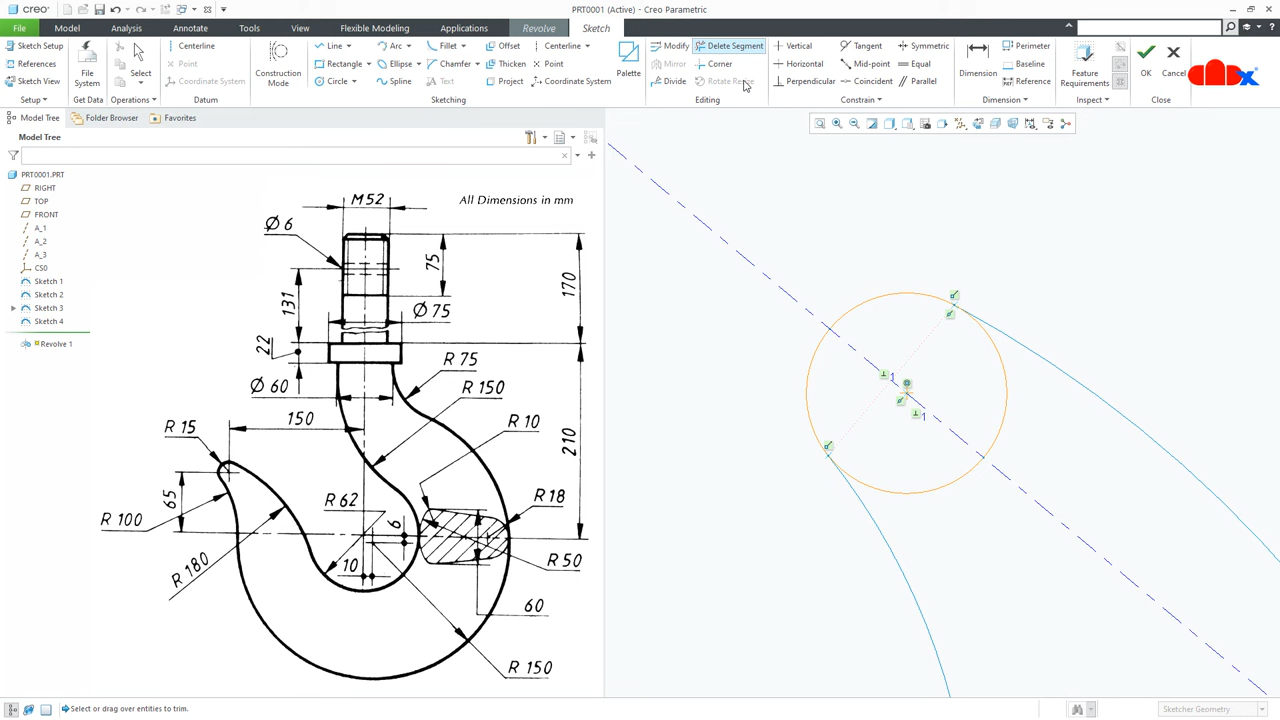 creo
PRT0001 (Active) - Creo Parametric
File Model Analysis Annotate Tools View Flexible Modeling Applications Revolve Sketch
Sketch Setup References Sketch View Setup
File System Get Data
Select Operations
Centerline Point Coordinate System Datum
Construction Mode
Line Arc Fillet Offset Centerline
Rectangle Ellipse Chamfer Thicken Point
Circle Spline Text Project Coordinate System
Sketching
Palette
Modify Delete Segment
Mirror Corner
Divide
Editing
Vertical Tangent Symmetric
Horizontal Mid-point Equal
Perpendicular Coincident Parallel
Constrain
Dimension Perimeter Baseline Reference
Dimension
Feature Requirements Inspect
OK Cancel Close
Model Tree Folder Browser Favorites
Model Tree
PRT0001.PRT
RIGHT
TOP
FRONT
A_1
A_2
A_3
CS0
Sketch 1
Sketch 2
Sketch 3
Sketch 4
Revolve 1
All Dimensions in mm
M52
Ø 6
75
170
131
Ø 75
22
R 75
Ø 60
R 150
150
R 10
R 15
210
65
R 62
R 18
R 100
6
R 180
10
R 50
60
R 150
1
1
Select or drag over entities to trim.
Sketcher Geometry